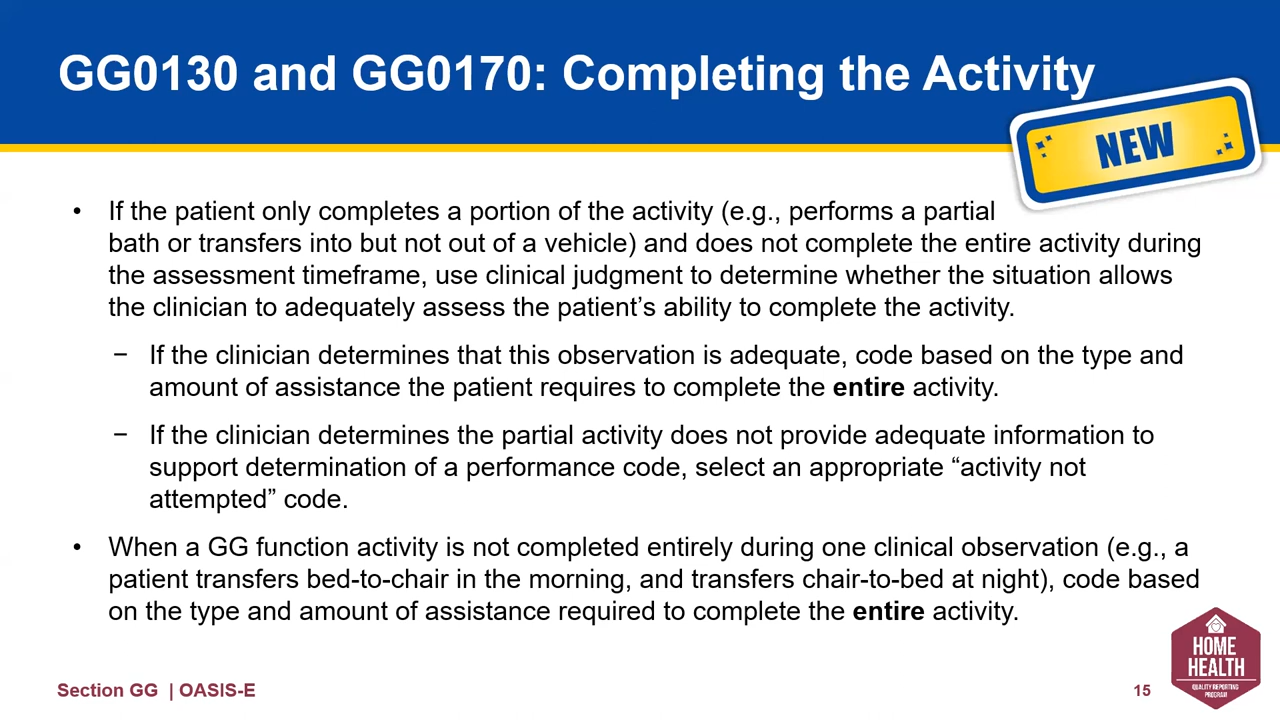 GG0130 and GG0170: Completing the Activity
NEW
• If the patient only completes a portion of the activity (e.g., performs a partial
bath or transfers into but not out of a vehicle) and does not complete the entire activity during
the assessment timeframe, use clinical judgment to determine whether the situation allows
the clinician to adequately assess the patient’s ability to complete the activity.
− If the clinician determines that this observation is adequate, code based on the type and
amount of assistance the patient requires to complete the entire activity.
− If the clinician determines the partial activity does not provide adequate information to
support determination of a performance code, select an appropriate “activity not
attempted” code.
• When a GG function activity is not completed entirely during one clinical observation (e.g., a
patient transfers bed-to-chair in the morning, and transfers chair-to-bed at night), code based
on the type and amount of assistance required to complete the entire activity.
Section GG | OASIS-E
15
HOME
HEALTH
QUALITY REPORTING
PROGRAM